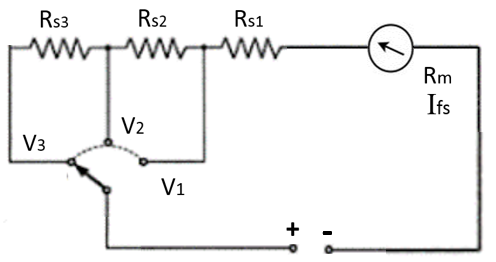 Rs3 Rs2 Rs1
Rm
Ifs
V2
V3
V1
+ -